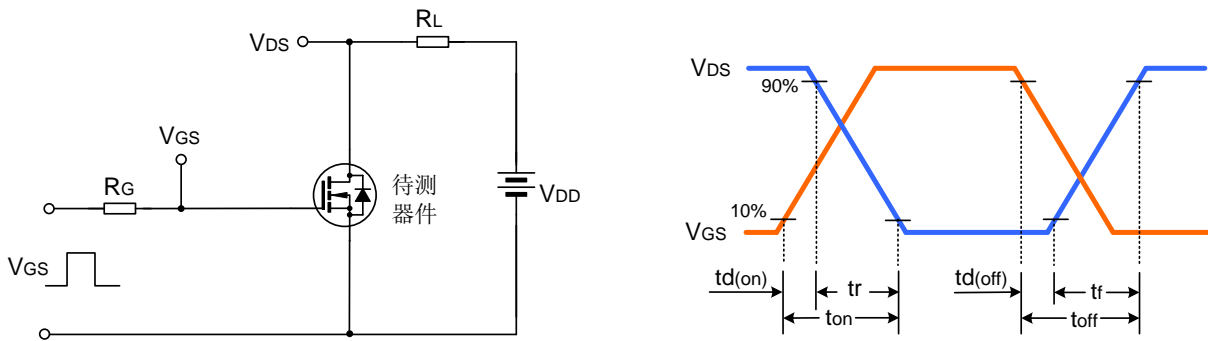 RL
VDS
VGS
RG
待测
器件
VDD
VGS
VDS
90%
10%
VGS
td(on)
tr
ton
td(off)
tf
toff